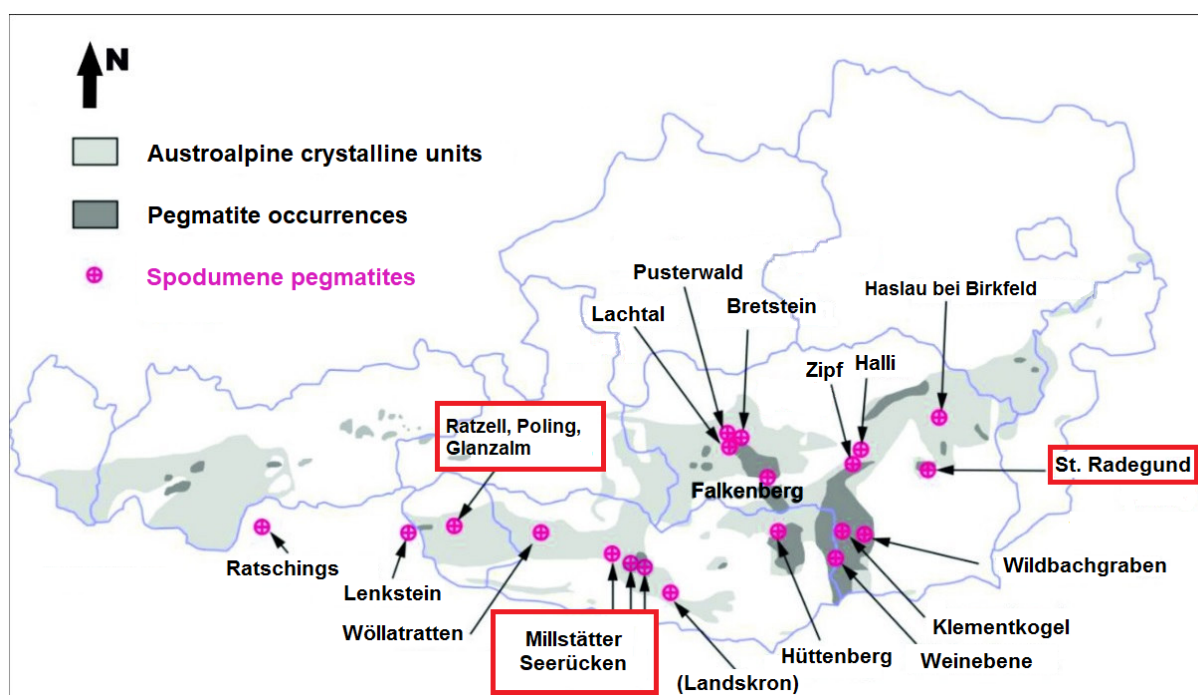 N
Austroalpine crystalline units
Pegmatite occurrences
Spodumene pegmatites
Pusterwald
Bretstein
Lachtal
Haslau bei Birkfeld
Zipf
Halli
Ratzell, Poling,
Glanzalm
St. Radegund
Falkenberg
Ratschings
Lenkstein
Wöllatratten
Millstätter
Seerücken
(Landskron)
Hüttenberg
Weinebene
Klementkogel
Wildbachgraben